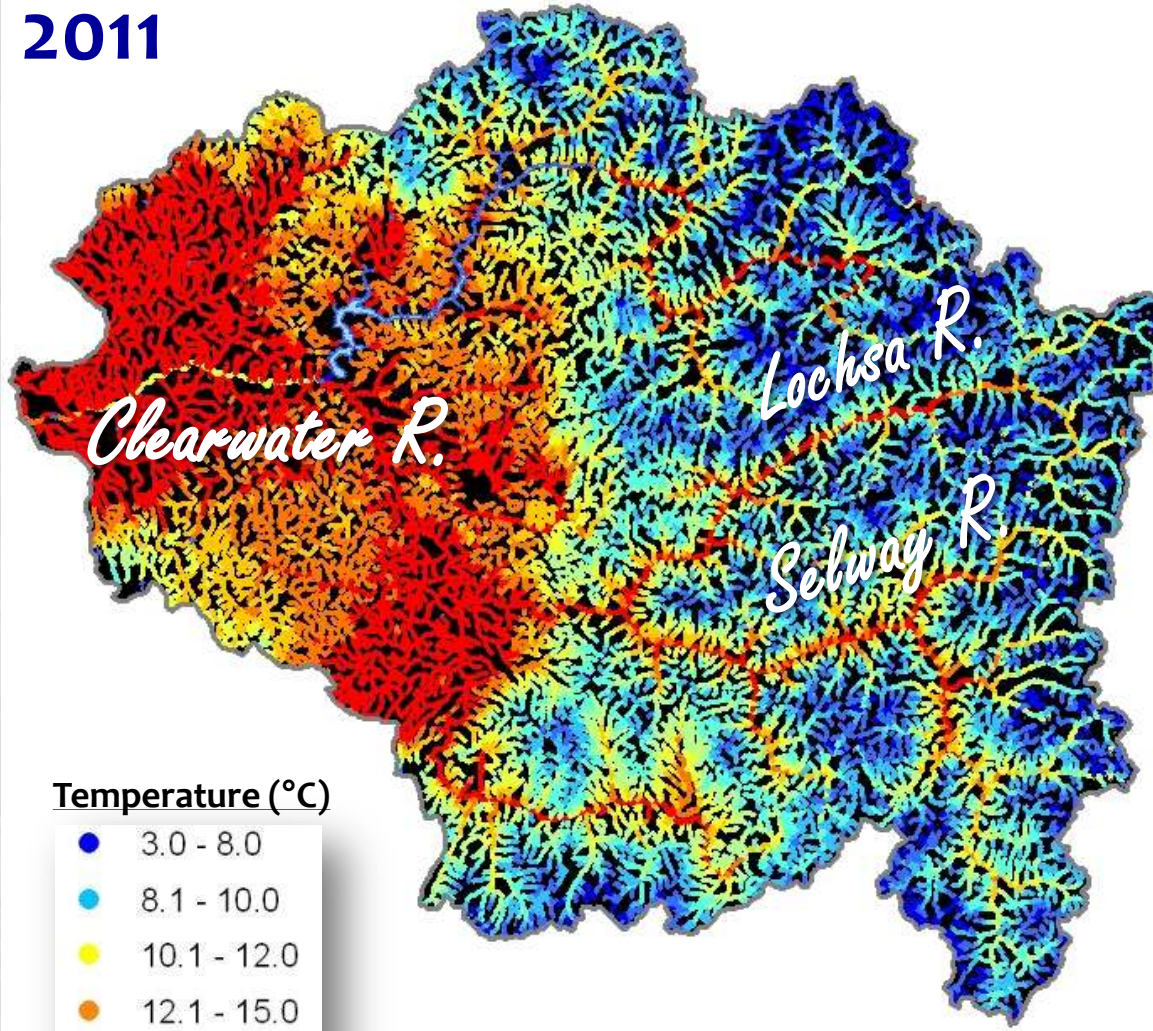 2011
Lochsa R.
Clearwater R.
Selway R.
Temperature (°C)
3.0 - 8.0
8.1 - 10.0
10.1 - 12.0
12.1 - 15.0